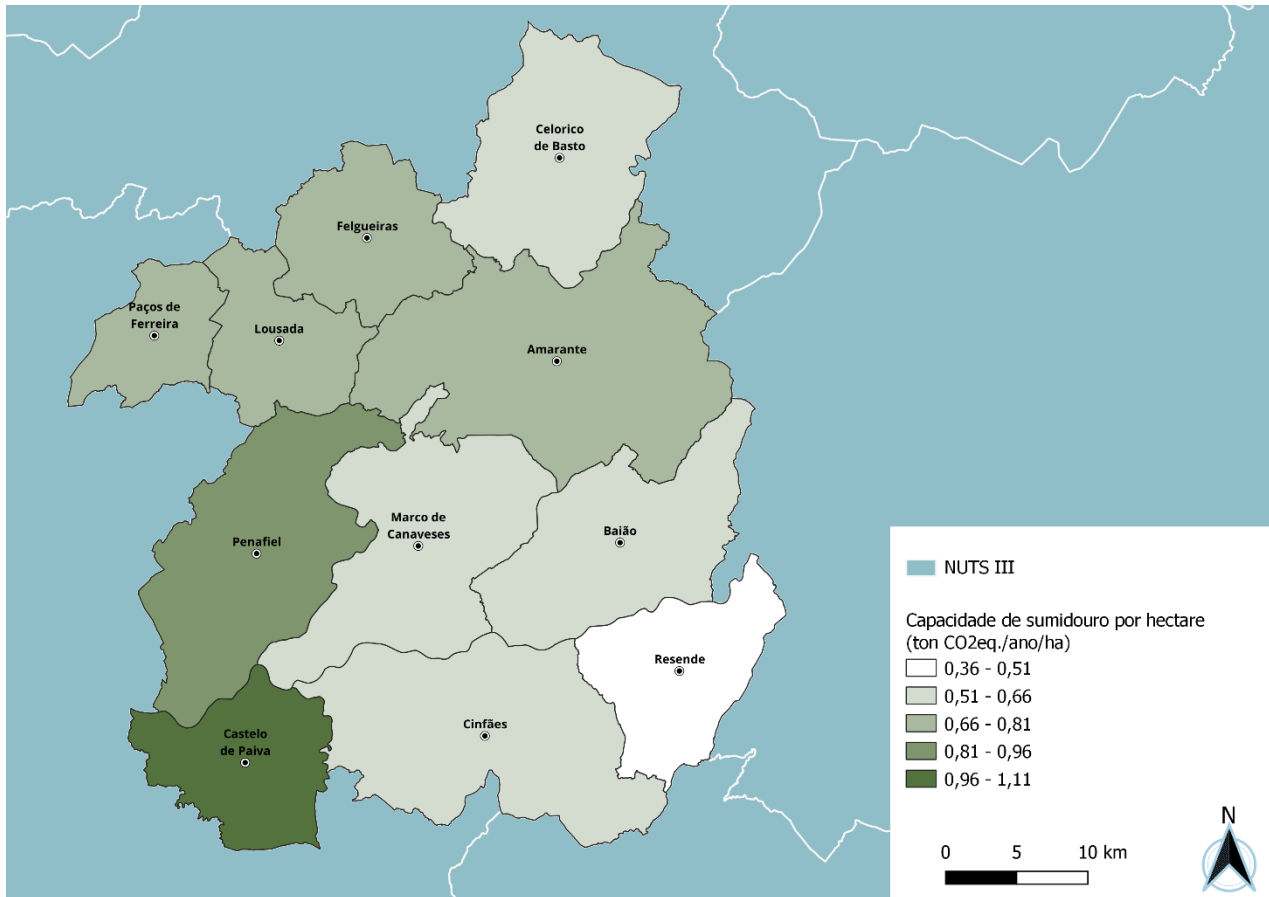 Celorico
de Basto
Felgueiras
Paços de
Ferreira
Lousada
Amarante
Marco de
Canaveses
Baião
Penafiel
Resende
Cinfães
Castelo
de Paiva
NUTS III
Capacidade de sumidouro por hectare
(ton CO2eq./ano/ha)
0,36 - 0,51
0,51 - 0,66
0,66 - 0,81
0,81 - 0,96
0,96 - 1,11
N
0 5 10 km